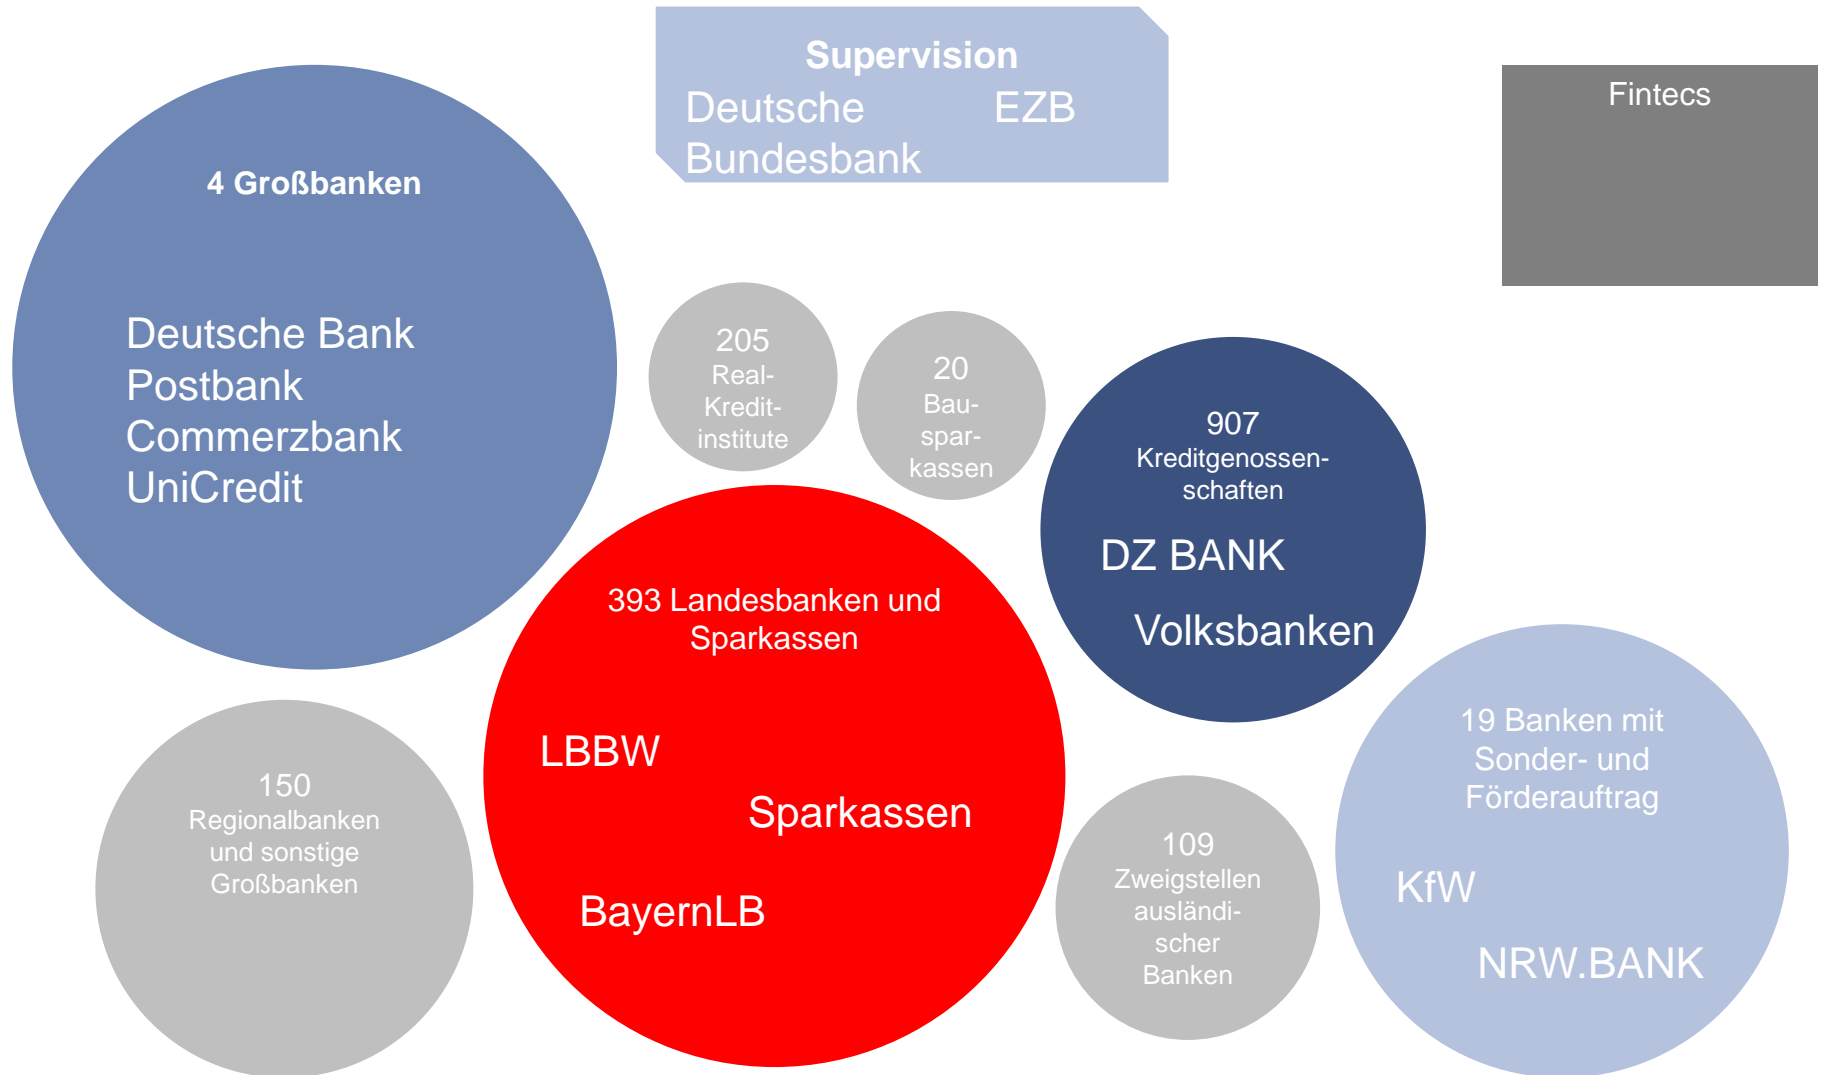 Supervision
Deutsche EZB
Bundesbank
Fintecs
4 Großbanken
Deutsche Bank
Postbank
Commerzbank
UniCredit
205
Real-
Kredit-
institute
20
Bau-
spar-
kassen
907
Kreditgenossen-
schaften
DZ BANK
Volksbanken
393 Landesbanken und
Sparkassen
LBBW
Sparkassen
BayernLB
150
Regionalbanken
und sonstige
Großbanken
109
Zweigstellen
ausländi-
scher
Banken
19 Banken mit
Sonder- und
Förderauftrag
KfW
NRW.BANK